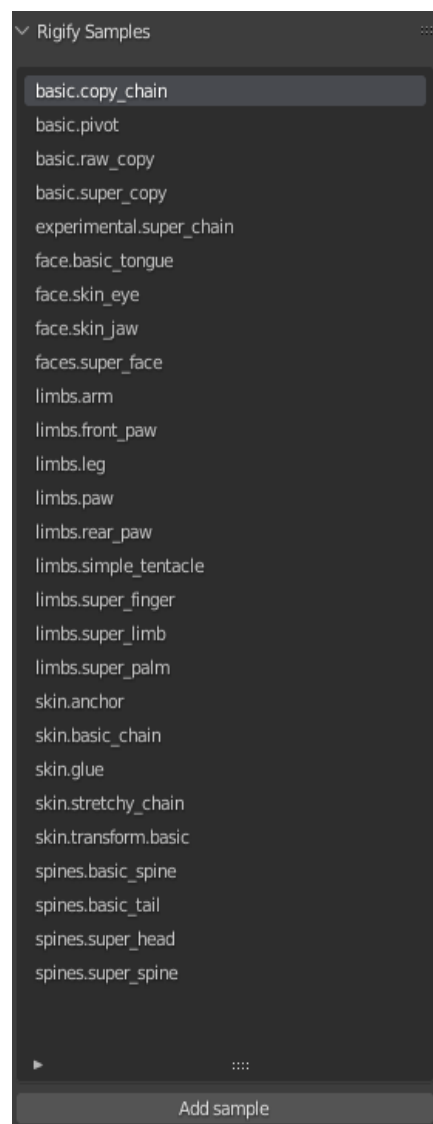 Rigify Samples
basic.copy_chain
basic.pivot
basic.raw_copy
basic.super_copy
experimental.super_chain
face.basic_tongue
face.skin_eye
face.skin_jaw
faces.super_face
limbs.arm
limbs.front_paw
limbs.leg
limbs.paw
limbs.rear_paw
limbs.simple_tentacle
limbs.super_finger
limbs.super_limb
limbs.super_palm
skin.anchor
skin.basic_chain
skin.glue
skin.stretchy_chain
skin.transform.basic
spines.basic_spine
spines.basic_tail
spines.super_head
spines.super_spine
Add sample